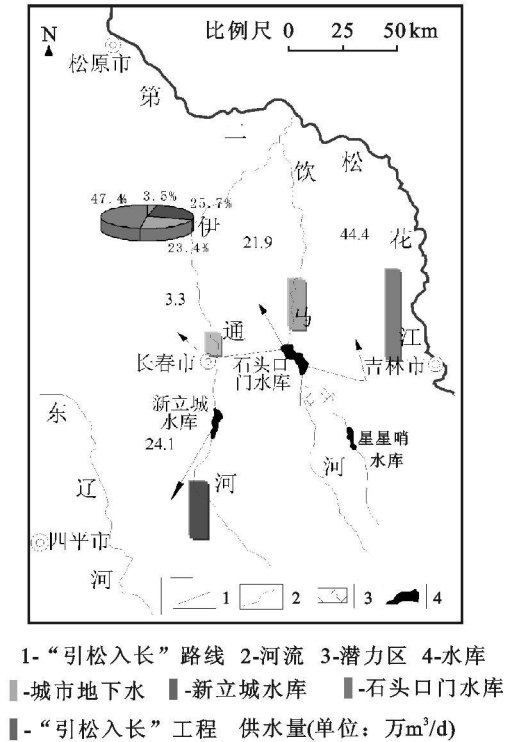 N
比例尺 0 25 50km
松原市
第
二
松
花
江
饮
马
河
47.4% 3.5% 25.7%
23.4%
伊
通
河
21.9
44.4
3.3
长春市
石头口
门水库
吉林市
新立城
水库
24.1
星星哨
水库
东
辽
河
四平市
1 2 3 4
1-“引松入长”路线 2-河流 3-潜力区 4-水库
-城市地下水 -新立城水库 -石头口门水库
-“引松入长”工程 供水量(单位：万m³/d)